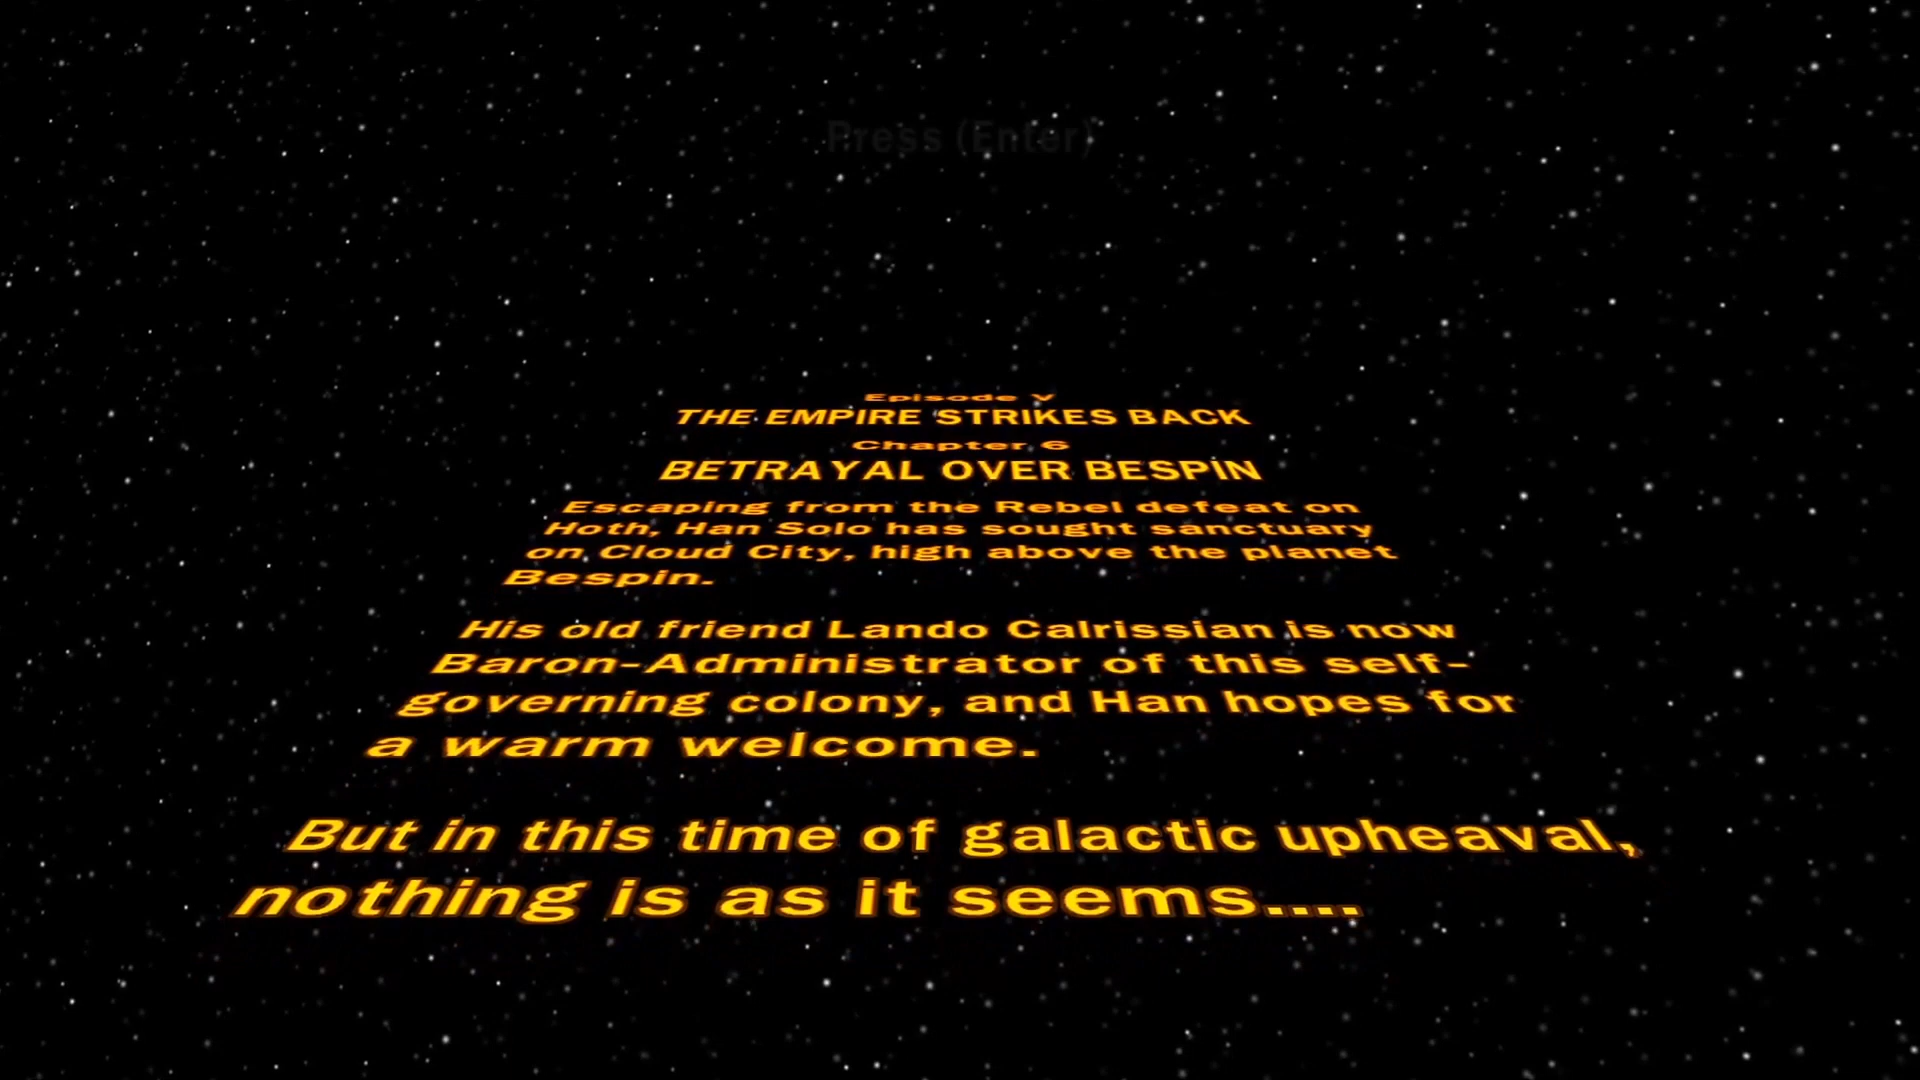 Press (Enter)
Episode V
THE EMPIRE STRIKES BACK
Chapter 6
BETRAYAL OVER BESPIN
Escaping from the Rebel defeat on
Hoth, Han Solo has sought sanctuary
on Cloud City, high above the planet
Bespin.
His old friend Lando Calrissian is now
Baron-Administrator of this self-
governing colony, and Han hopes for
a warm welcome.
But in this time of galactic upheaval,
nothing is as it seems....